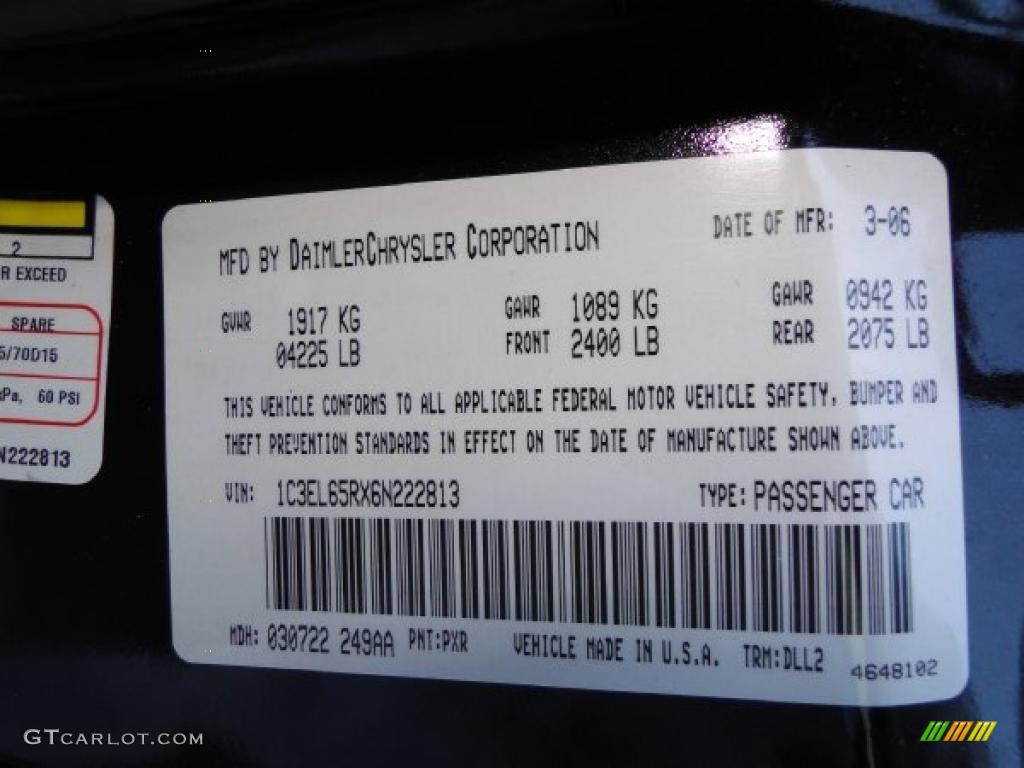 MFD BY DAIMLERCHRYSLER CORPORATION DATE OF MFR: 3-06
GVWR 1917 KG GAWR 1089 KG GAWR 0942 KG
04225 LB FRONT 2400 LB REAR 2075 LB
THIS VEHICLE CONFORMS TO ALL APPLICABLE FEDERAL MOTOR VEHICLE SAFETY, BUMPER AND
THEFT PREVENTION STANDARDS IN EFFECT ON THE DATE OF MANUFACTURE SHOWN ABOVE.
VIN: 1C3EL65RX6N222813 TYPE: PASSENGER CAR
MDH: 030722 249AA PNT:PXR VEHICLE MADE IN U.S.A. TRM:DLL2 4648102
2
R EXCEED
SPARE
5/70D15
kPa, 60 PSI
N222813
GTCARLOT.COM